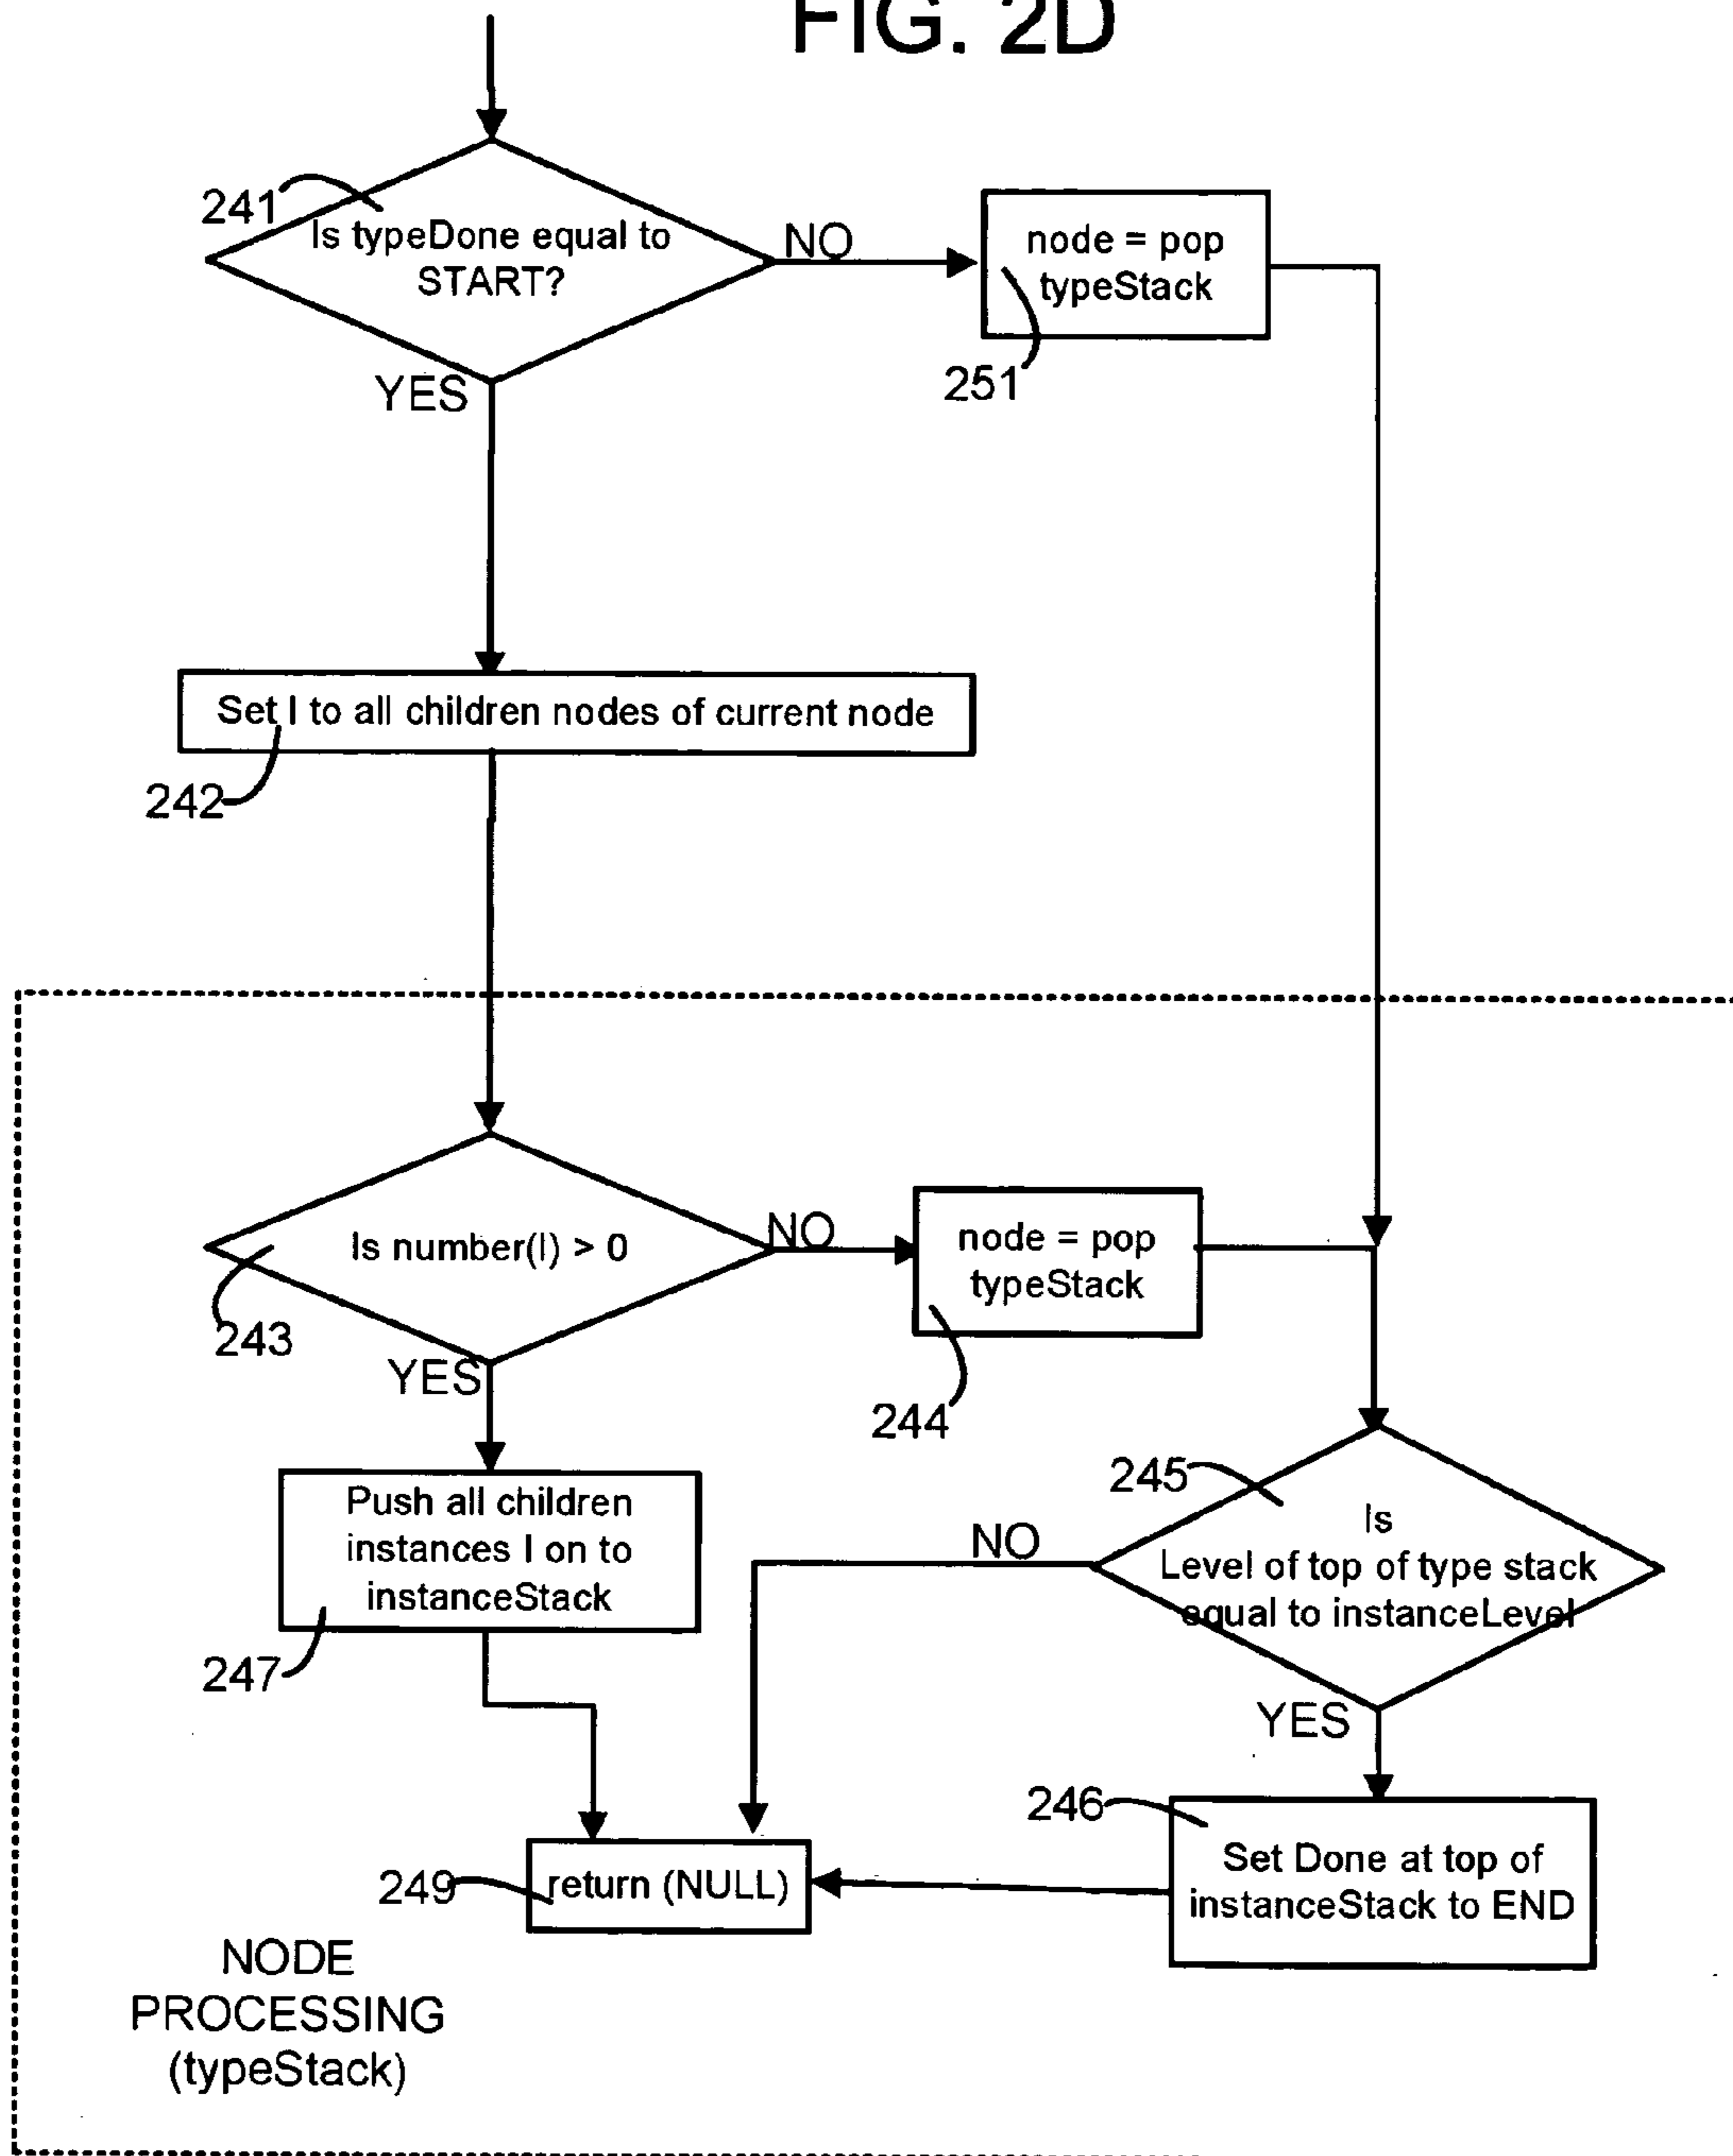 FIG. 2D
241
Is typeDone equal to
START?
NO
node = pop
typeStack
251
YES
Set I to all children nodes of current node
242
Is number(I) > 0
NO
node = pop
typeStack
243
244
YES
Push all children
instances I on to
instanceStack
247
245
Is
Level of top of type stack
equal to instanceLevel
NO
YES
246
Set Done at top of
instanceStack to END
249
return (NULL)
NODE
PROCESSING
(typeStack)